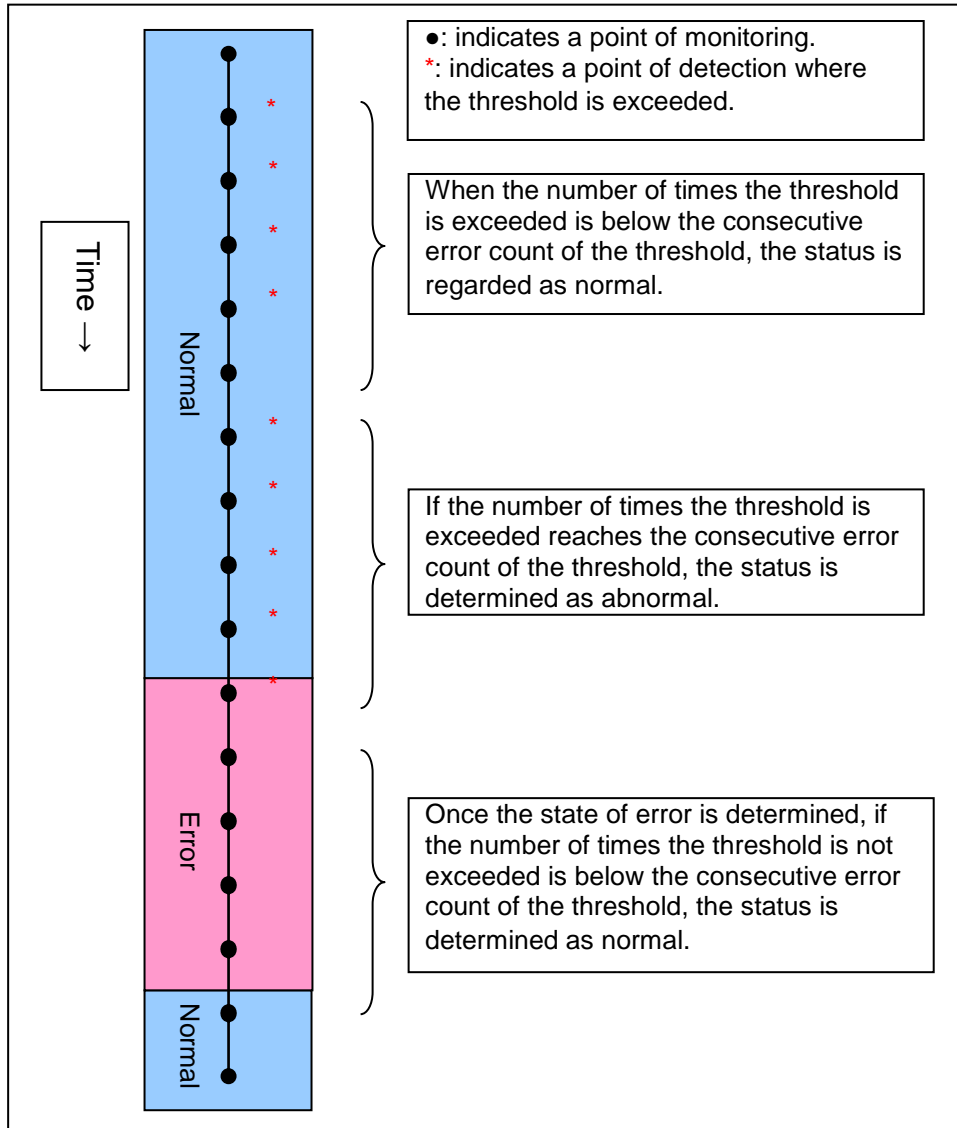 ●: indicates a point of monitoring.
*: indicates a point of detection where
the threshold is exceeded.
*
*
When the number of times the threshold
is exceeded is below the consecutive
error count of the threshold, the status is
regarded as normal.
*
*
Time →
Normal
*
*
If the number of times the threshold is
exceeded reaches the consecutive error
count of the threshold, the status is
determined as abnormal.
*
*
*
Error
Once the state of error is determined, if
the number of times the threshold is not
exceeded is below the consecutive error
count of the threshold, the status is
determined as normal.
Normal